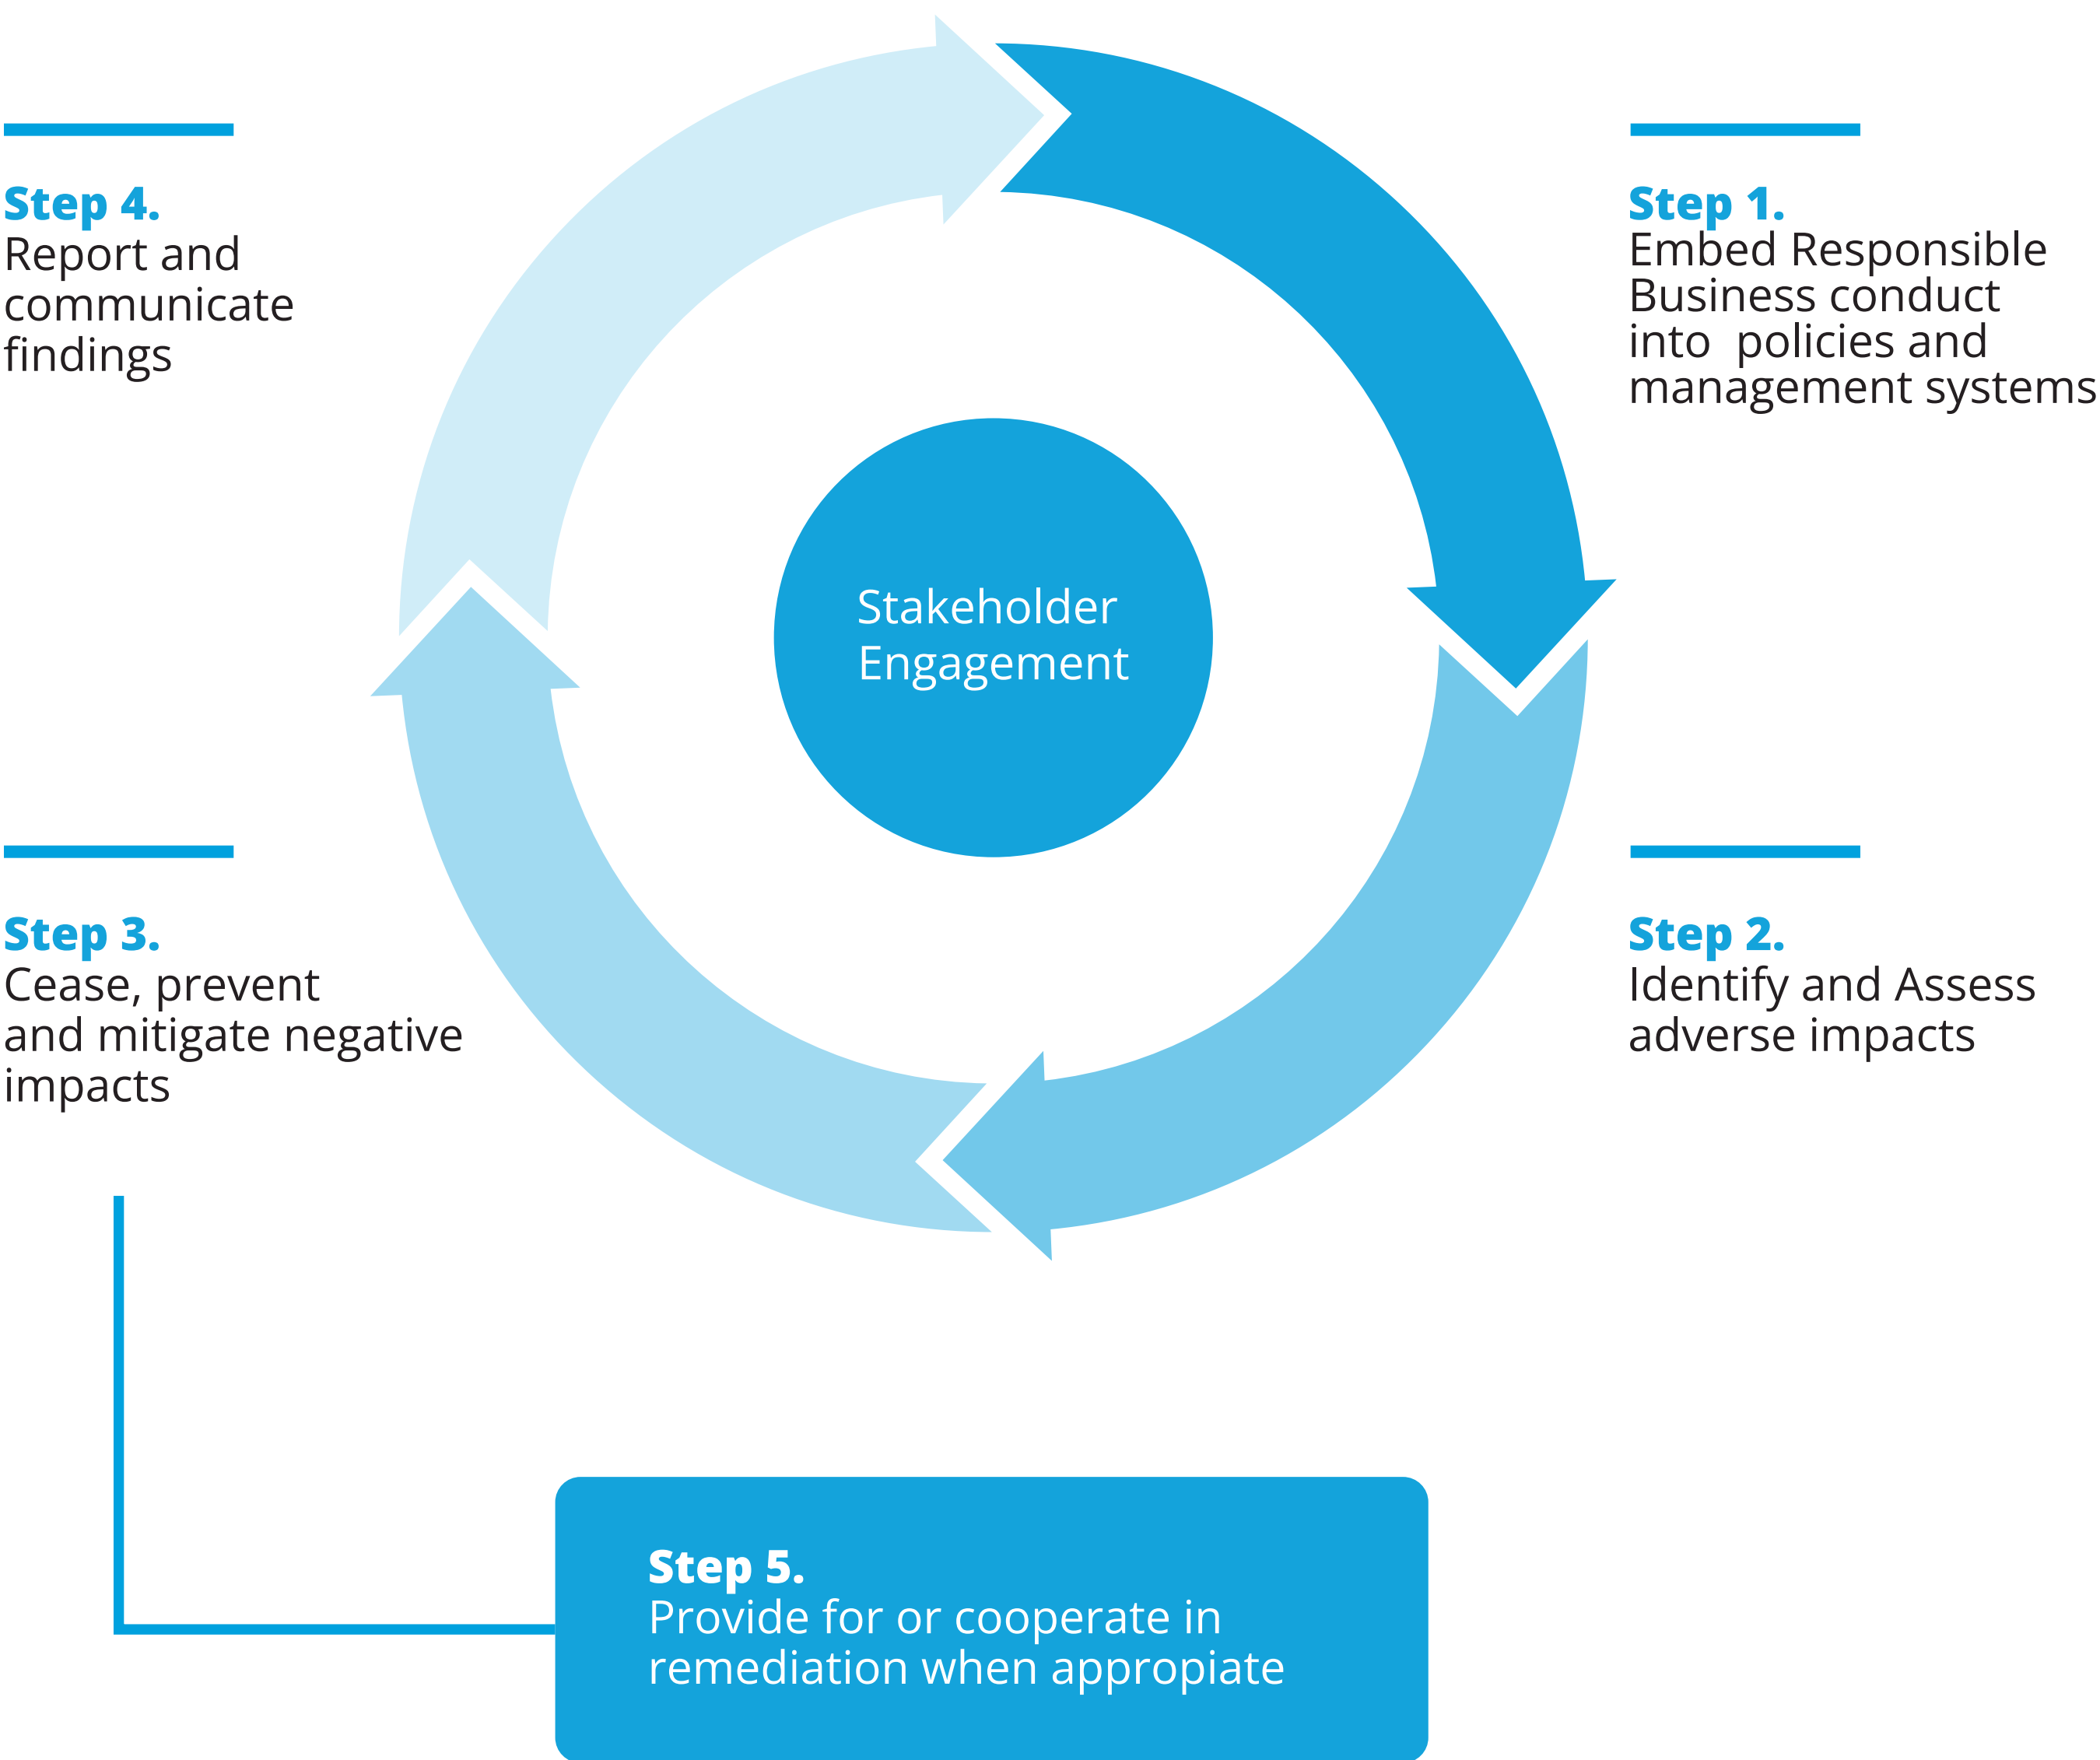 Step 1.
Embed Responsible
Business conduct
into  policies and
management systems
Step 2.
Identify and Assess
adverse impacts
Step 3.
Cease, prevent
and mitigate negative
impacts
Step 4.
Report and
communicate
findings
Stakeholder
Engagement
Step 5.
Provide for or cooperate in
remediation when appropiate